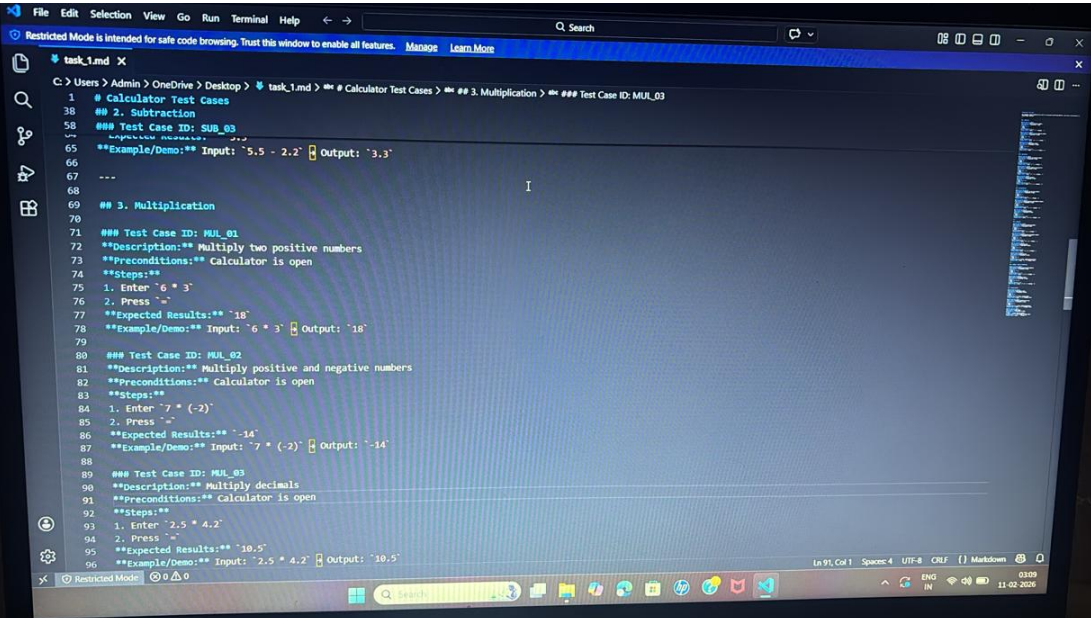 File Edit Selection View Go Run Terminal Help ← → Search
Restricted Mode is intended for safe code browsing. Trust this window to enable all features. Manage Learn More
task_1.md
C: > Users > Admin > OneDrive > Desktop > task_1.md > # Calculator Test Cases > ## 3. Multiplication > ### Test Case ID: MUL_03
1 # Calculator Test Cases
38 ## 2. Subtraction
58 ### Test Case ID: SUB_03
65 **Example/Demo:** Input: `5.5 - 2.2` Output: `3.3`
66
67 ---
68
69 ## 3. Multiplication
70
71 ### Test Case ID: MUL_01
72 **Description:** Multiply two positive numbers
73 **Preconditions:** Calculator is open
74 **Steps:**
75 1. Enter `6 * 3`
76 2. Press `=`
77 **Expected Results:** `18`
78 **Example/Demo:** Input: `6 * 3` Output: `18`
79
80 ### Test Case ID: MUL_02
81 **Description:** Multiply positive and negative numbers
82 **Preconditions:** Calculator is open
83 **Steps:**
84 1. Enter `7 * (-2)`
85 2. Press `=`
86 **Expected Results:** `-14`
87 **Example/Demo:** Input: `7 * (-2)` Output: `-14`
88
89 ### Test Case ID: MUL_03
90 **Description:** Multiply decimals
91 **Preconditions:** Calculator is open
92 **Steps:**
93 1. Enter `2.5 * 4.2`
94 2. Press `=`
95 **Expected Results:** `10.5`
96 **Example/Demo:** Input: `2.5 * 4.2` Output: `10.5`
Restricted Mode 0 0 Ln 91, Col 1 Spaces: 4 UTF-8 CRLF {} Markdown
Search ENG 03:09
IN 11-02-2026